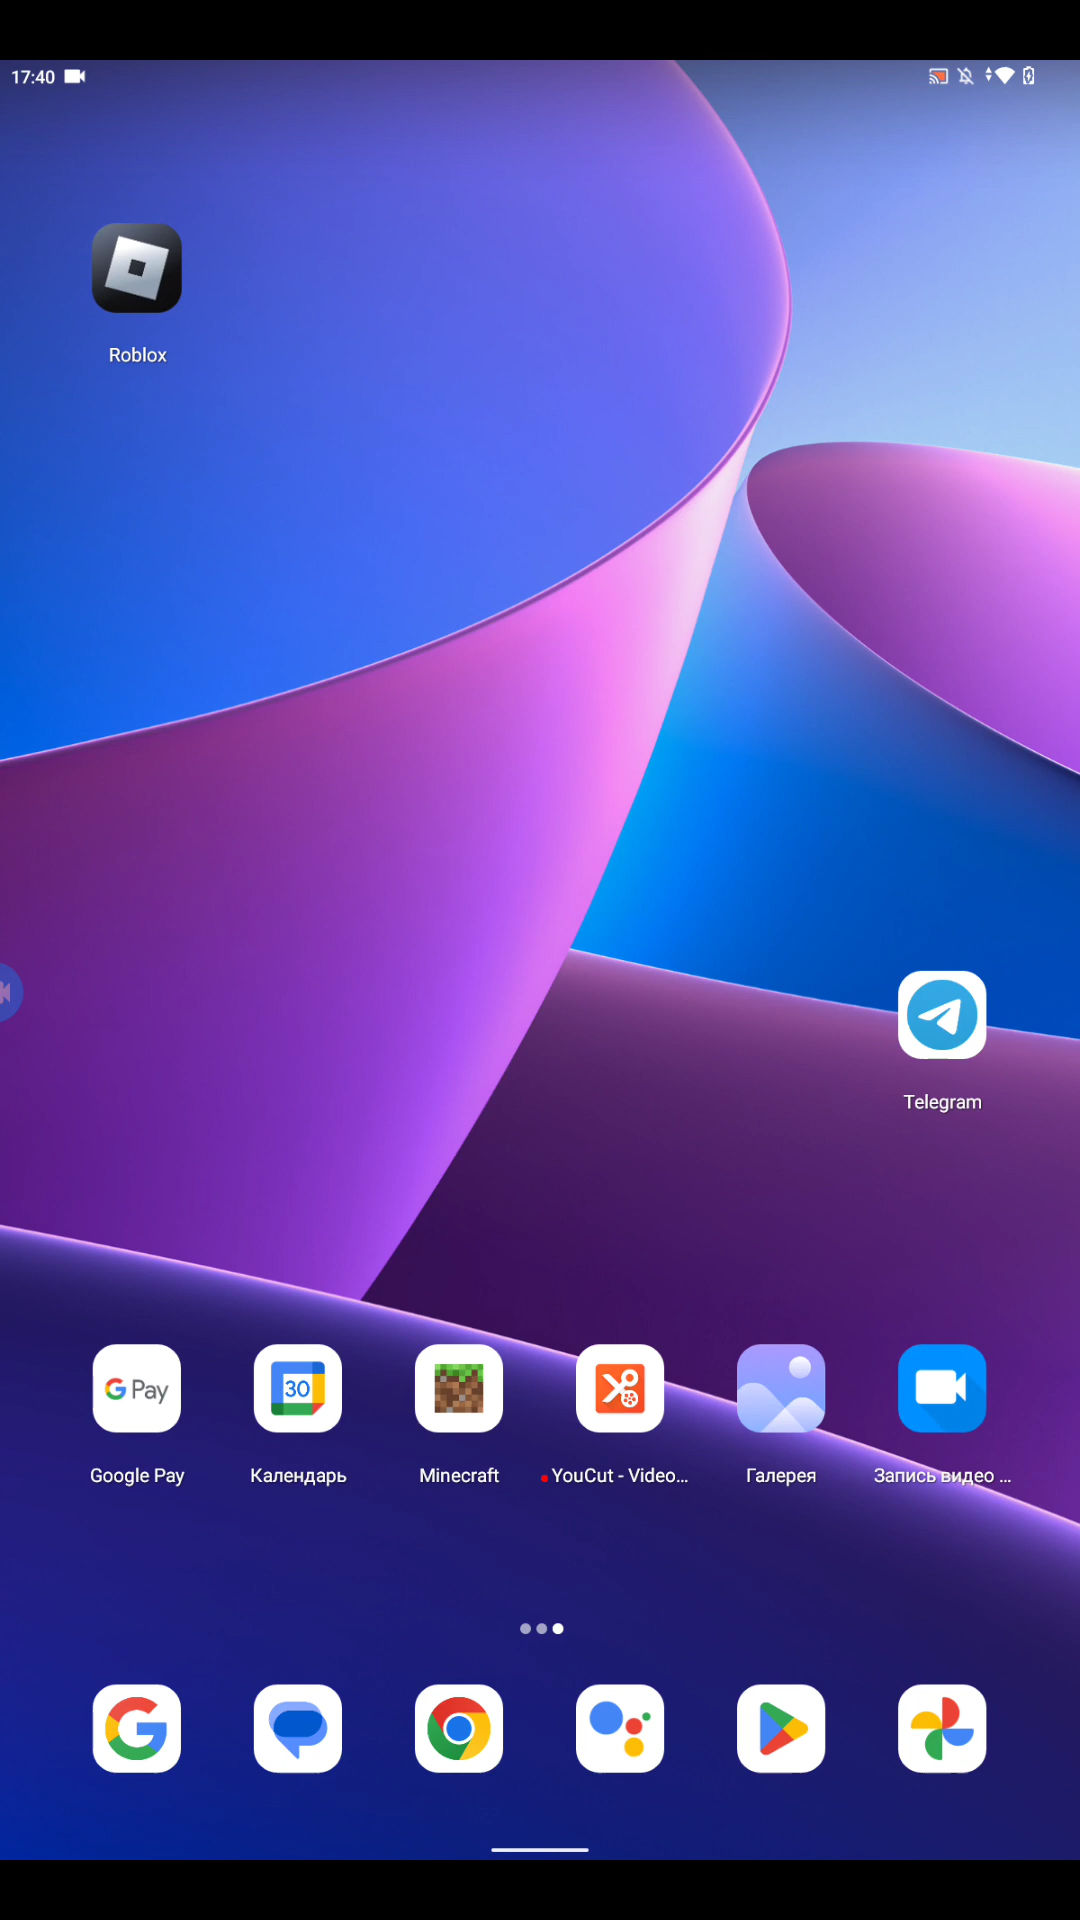 17:40
Roblox
Telegram
G Pay
30
Google Pay
Календарь
Minecraft
YouCut - Video...
Галерея
Запись видео ...